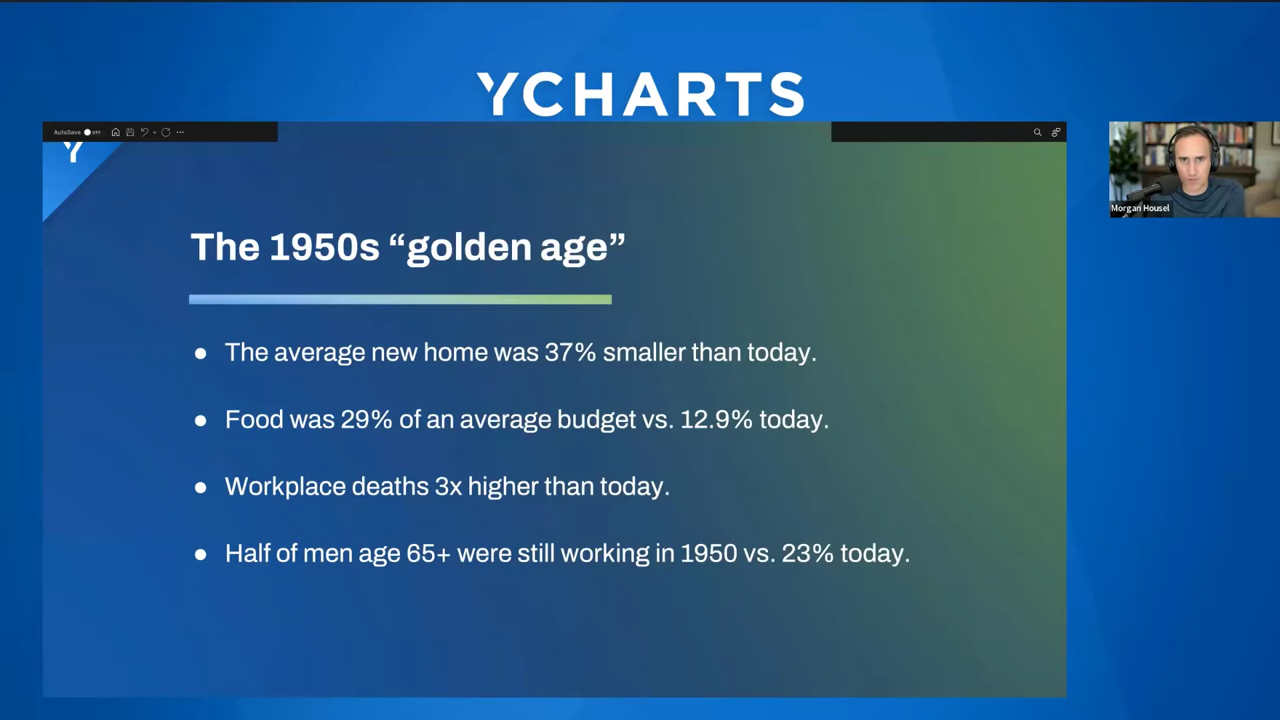 YCHARTS
AutoSave OFF
Y
The 1950s “golden age”
● The average new home was 37% smaller than today.
● Food was 29% of an average budget vs. 12.9% today.
● Workplace deaths 3x higher than today.
● Half of men age 65+ were still working in 1950 vs. 23% today.
Morgan Housel